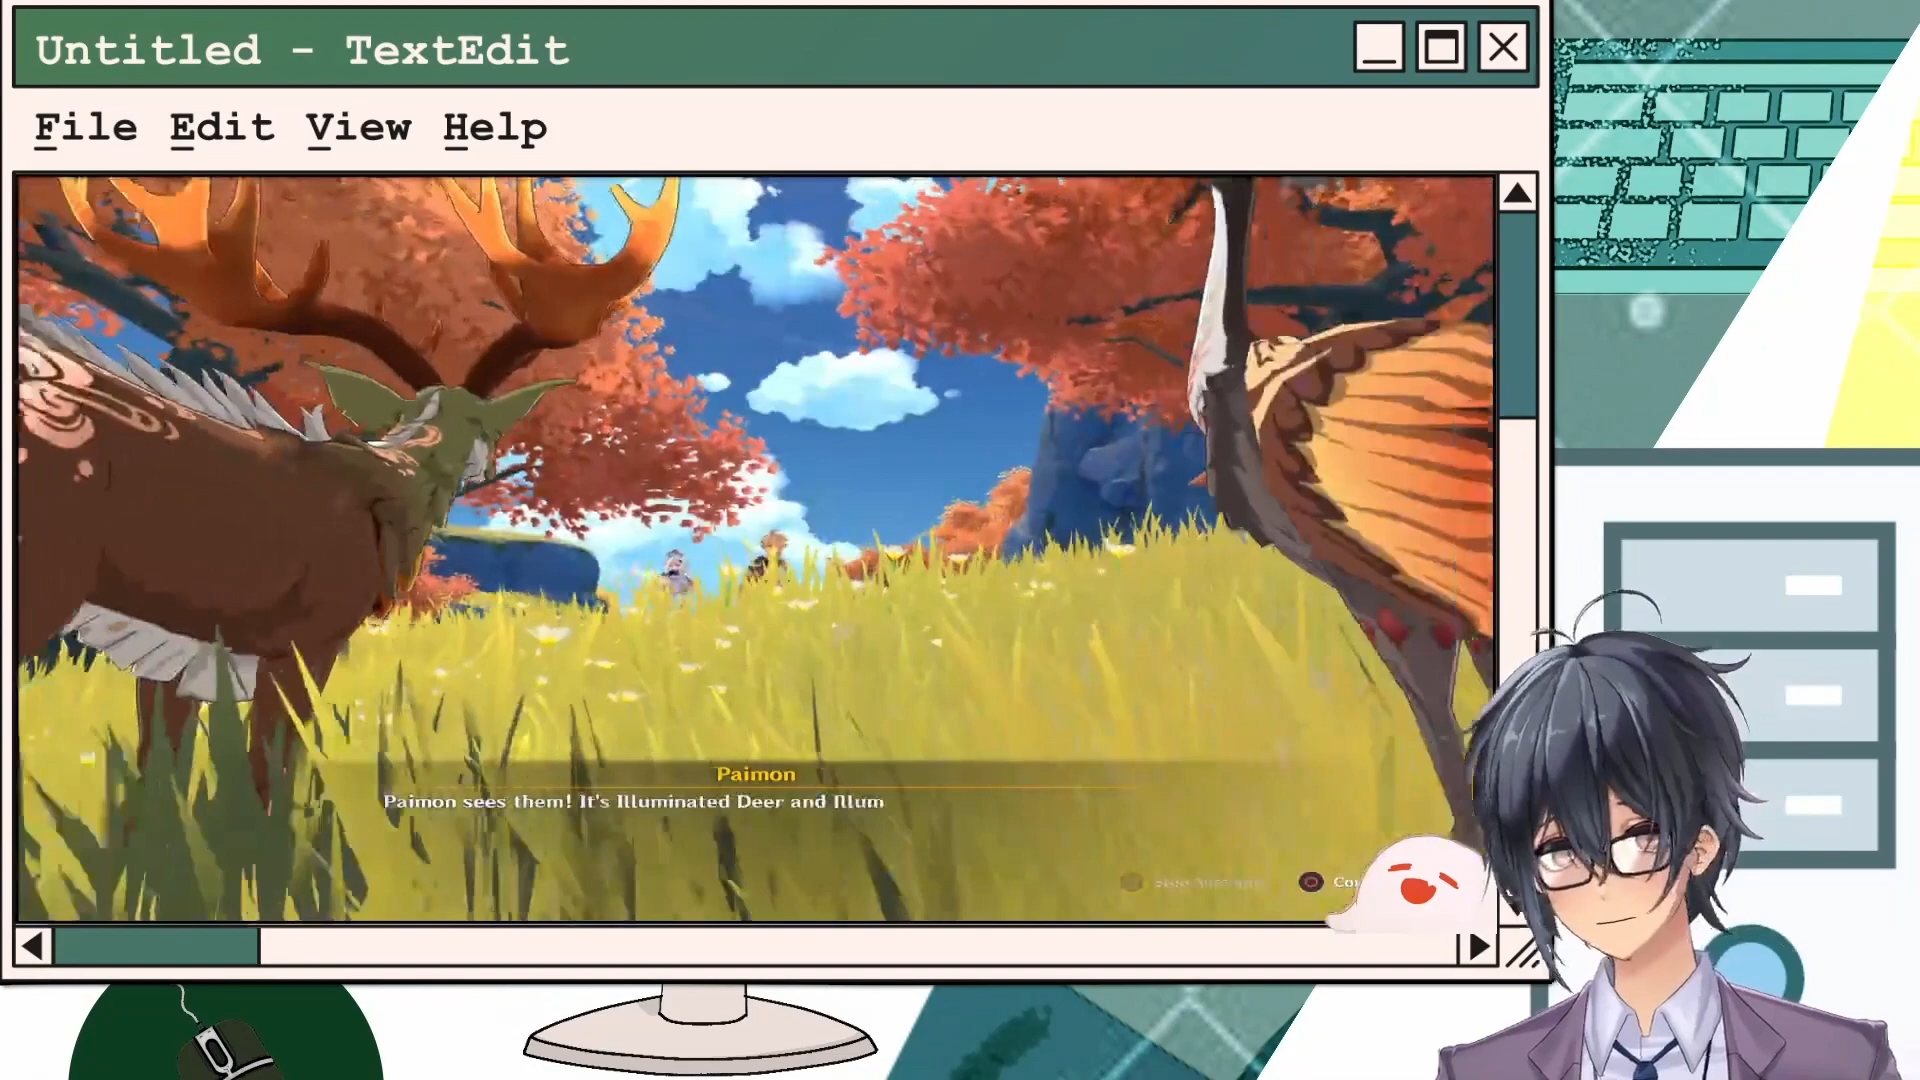 Untitled - TextEdit
File Edit View Help
Paimon
Paimon sees them! It's Illuminated Deer and Illum